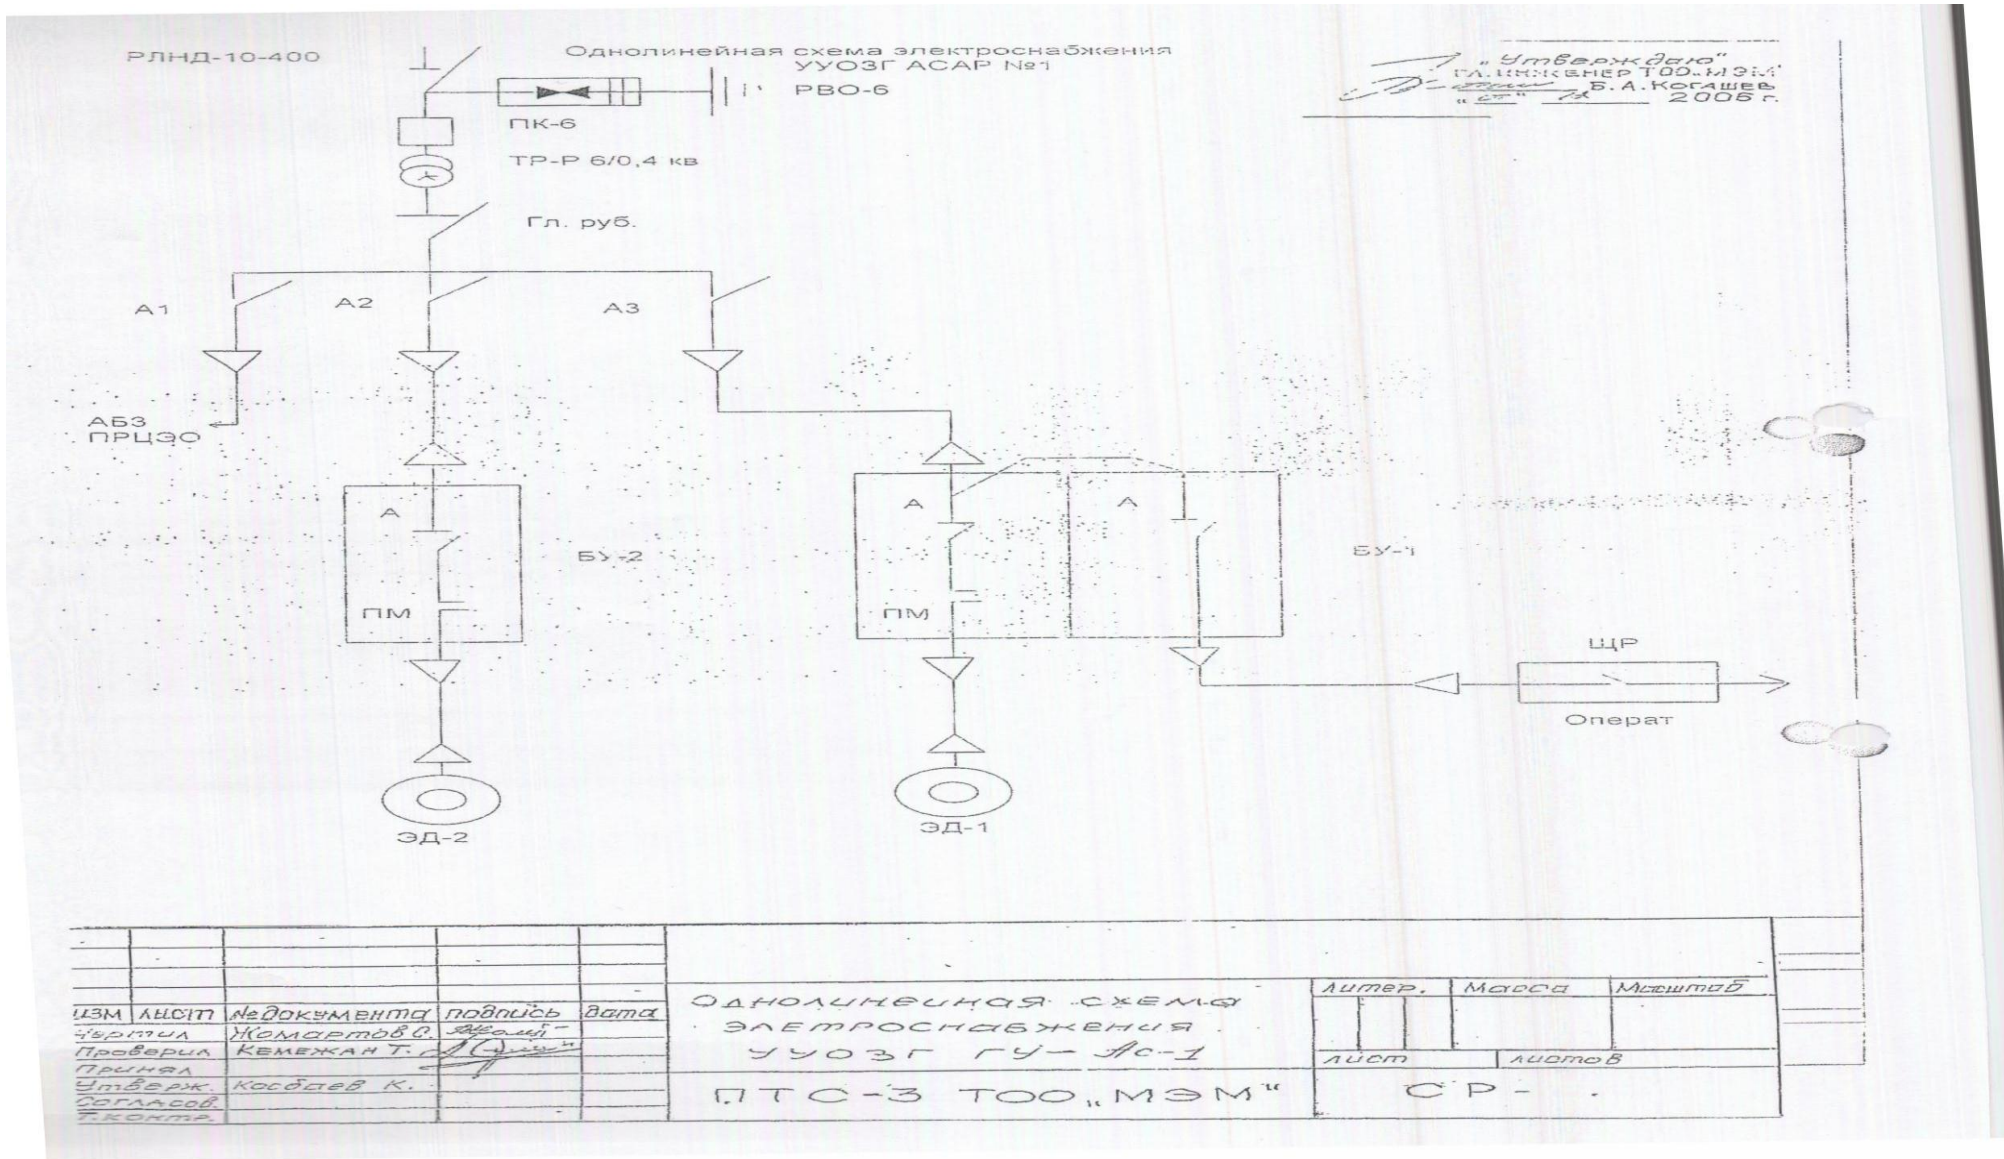 РЛНД-10-400
Однолинейная схема электроснабжения
УУОЗГ АСАР №1
„Утверждаю"
гл. инженер ТОО „МЭМ"
Б.А.Когашев
2006 г.
РВО-6
ПК-6
ТР-Р 6/0,4 кв
Гл. руб.
А1
А2
А3
АБЗ
ПРЦЭО
А
БУ-2
ПМ
А
А
БУ-1
ПМ
ЩР
Операт
ЭД-2
ЭД-1
изм лист №документа подпись дата
Чертил Жомартов С.
Проверил Кемежан Т.
Принял
Утверж. Касбаев К.
Согласов.
Т.контр.
Однолинейная схема
элетроснабжения
УУОЗГ ГУ-Ас-1
ПТС-3 ТОО „МЭМ"
Литер. Масса Масштаб
Лист Листов
СР-